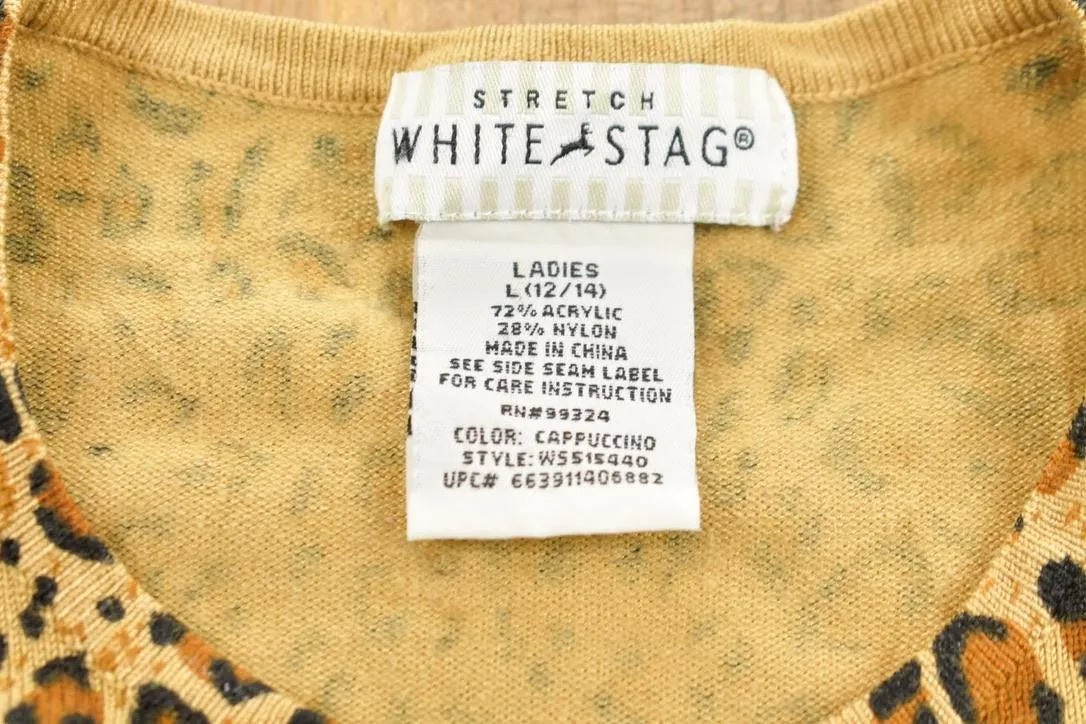 STRETCH
WHITE STAG®
LADIES
L (12/14)
72% ACRYLIC
28% NYLON
MADE IN CHINA
SEE SIDE SEAM LABEL
FOR CARE INSTRUCTION
RN#99324
COLOR: CAPPUCCINO
STYLE: WS515440
UPC# 663911406882